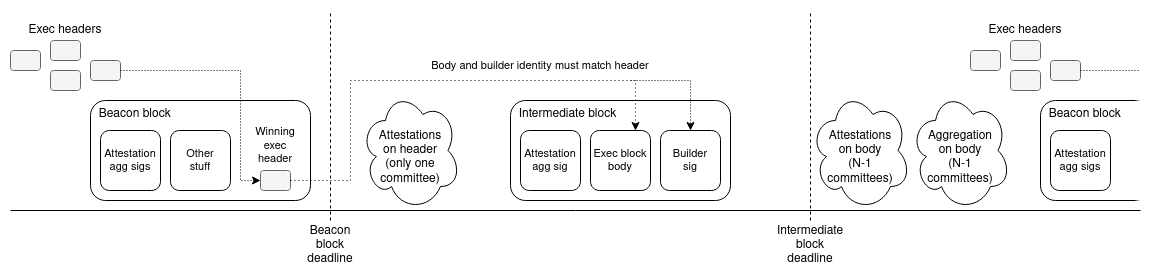 Exec headers
Beacon block
Attestation
agg sigs
Other
stuff
Winning
exec
header
Beacon
block
deadline
Body and builder identity must match header
Attestations
on header
(only one
committee)
Intermediate block
Attestation
agg sig
Exec block
body
Builder
sig
Intermediate
block
deadline
Attestations
on body
(N-1
committees)
Aggregation
on body
(N-1
committees)
Exec headers
Beacon block
Attestation
agg sigs